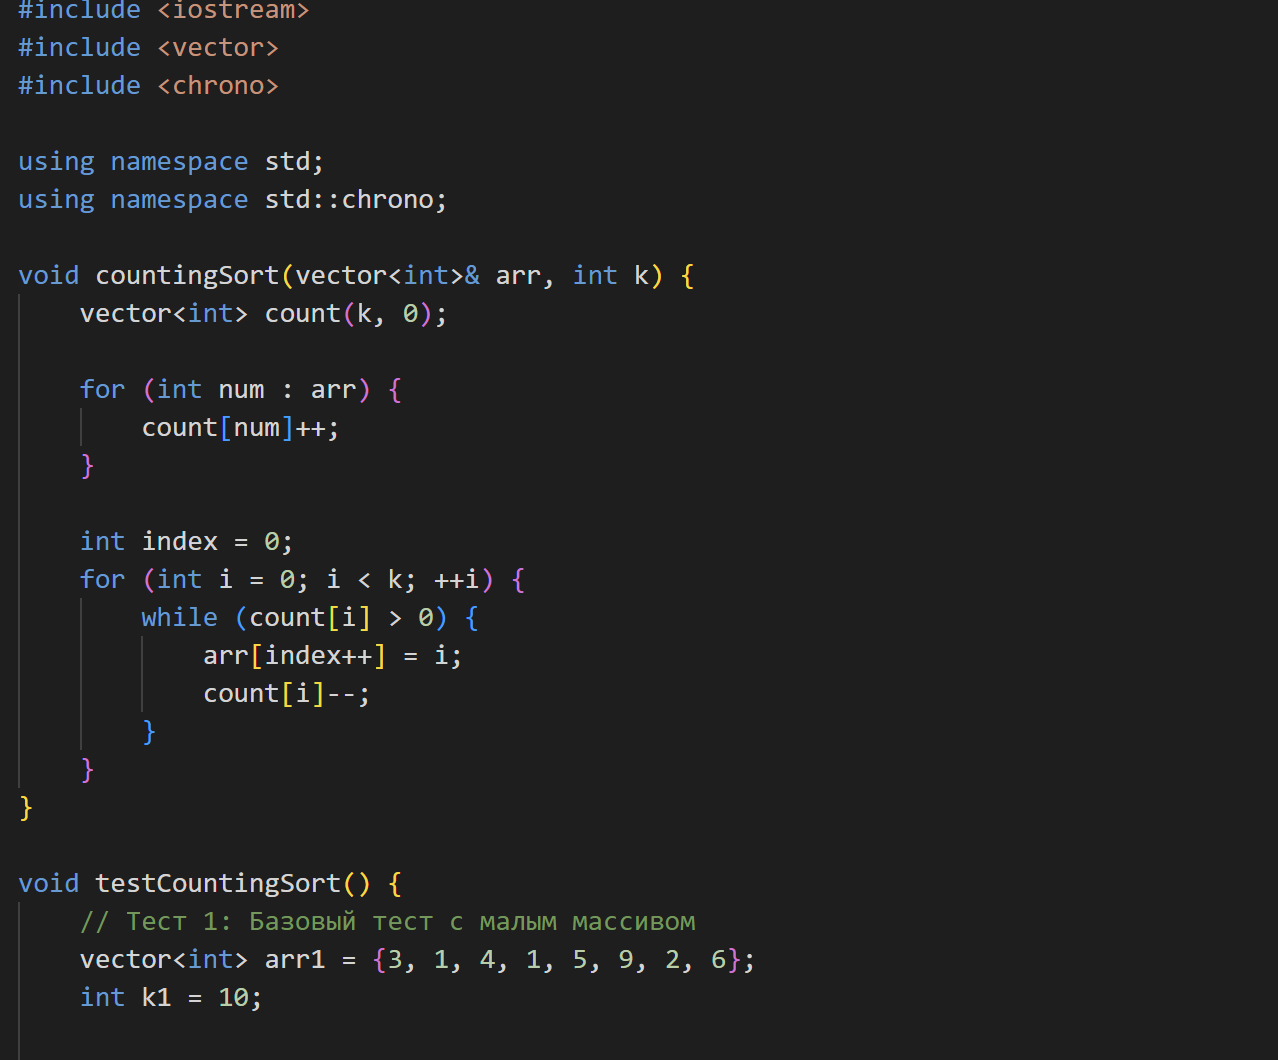 #include <iostream>
#include <vector>
#include <chrono>
using namespace std;
using namespace std::chrono;
void countingSort(vector<int>& arr, int k) {
    vector<int> count(k, 0);
    for (int num : arr) {
        count[num]++;
    }
    int index = 0;
    for (int i = 0; i < k; ++i) {
        while (count[i] > 0) {
            arr[index++] = i;
            count[i]--;
        }
    }
}
void testCountingSort() {
    // Тест 1: Базовый тест с малым массивом
    vector<int> arr1 = {3, 1, 4, 1, 5, 9, 2, 6};
    int k1 = 10;